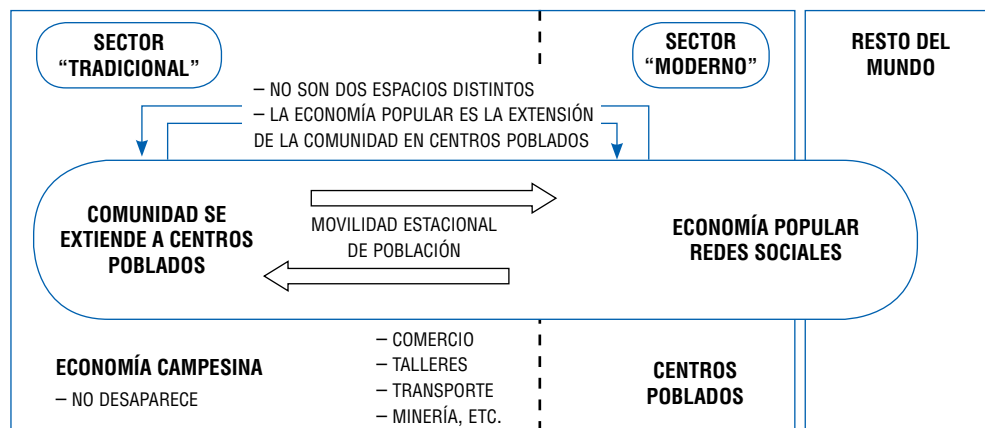 SECTOR
“TRADICIONAL”
SECTOR
“MODERNO”
RESTO DEL
MUNDO
– NO SON DOS ESPACIOS DISTINTOS
– LA ECONOMÍA POPULAR ES LA EXTENSIÓN
DE LA COMUNIDAD EN CENTROS POBLADOS
COMUNIDAD SE
EXTIENDE A CENTROS
POBLADOS
MOVILIDAD ESTACIONAL
DE POBLACIÓN
ECONOMÍA POPULAR
REDES SOCIALES
ECONOMÍA CAMPESINA
– NO DESAPARECE
– COMERCIO
– TALLERES
– TRANSPORTE
– MINERÍA, ETC.
CENTROS
POBLADOS